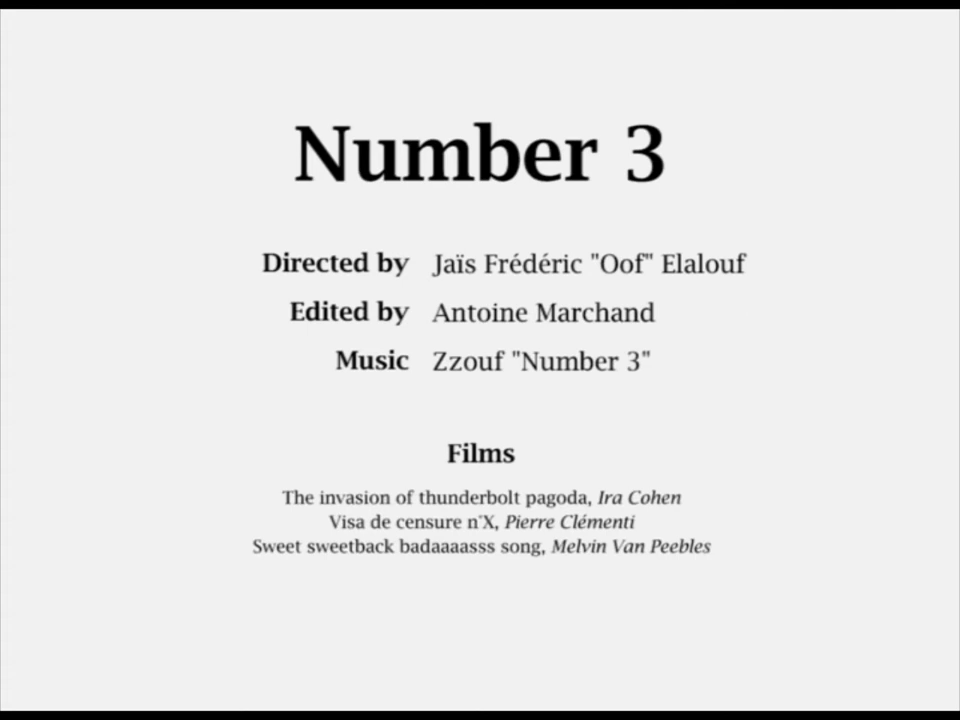 Number 3
Directed by Jaïs Frédéric "Oof" Elalouf
Edited by Antoine Marchand
Music Zzouf "Number 3"
Films
The invasion of thunderbolt pagoda, Ira Cohen
Visa de censure n°X, Pierre Clémenti
Sweet sweetback badaaaasss song, Melvin Van Peebles